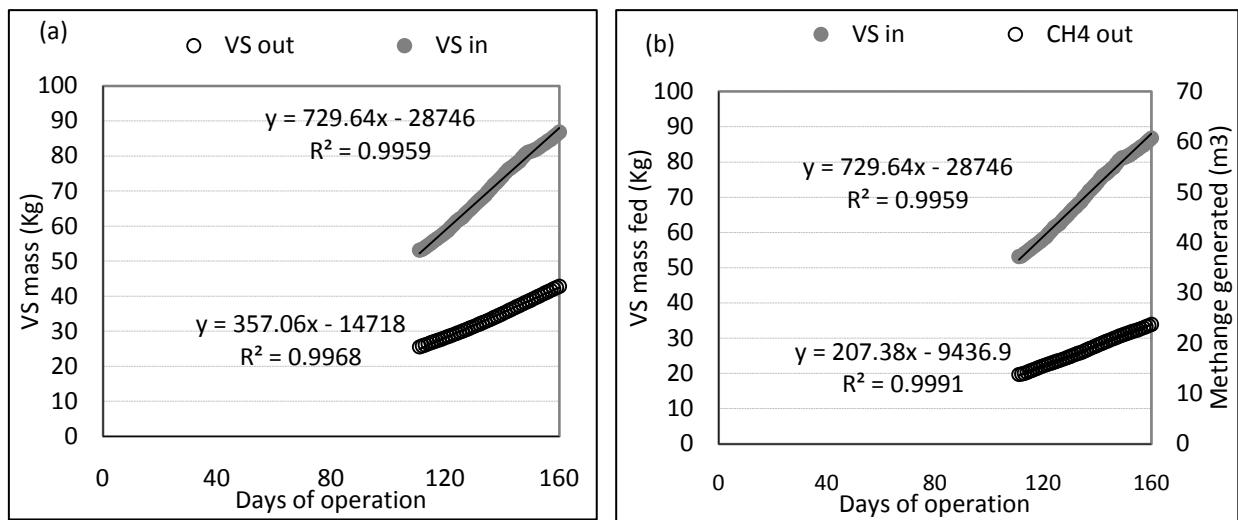 (a)
VS out
VS in
100
90
80
70
60
50
40
30
20
10
0
VS mass (Kg)
y = 729.64x - 28746
R² = 0.9959
y = 357.06x - 14718
R² = 0.9968
0
40
80
120
160
Days of operation
(b)
VS in
CH4 out
100
90
80
70
60
50
40
30
20
10
0
VS mass fed (Kg)
y = 729.64x - 28746
R² = 0.9959
y = 207.38x - 9436.9
R² = 0.9991
70
60
50
40
30
20
10
0
Methange generated (m3)
0
40
80
120
160
Days of operation